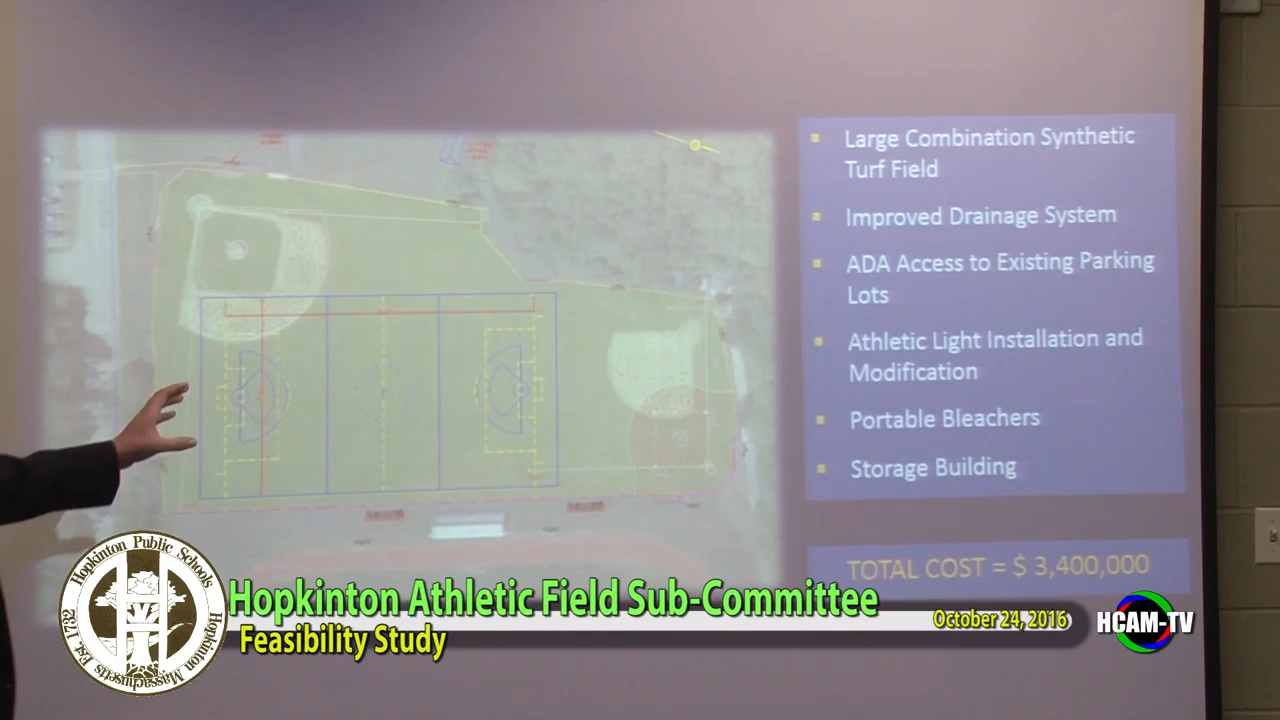 Large Combination Synthetic
Turf Field
Improved Drainage System
ADA Access to Existing Parking
Lots
Athletic Light Installation and
Modification
Portable Bleachers
Storage Building
TOTAL COST = $ 3,400,000
Hopkinton Public Schools
Hopkinton Massachusetts Est. 1732
Hopkinton Athletic Field Sub-Committee
October 24, 2016
Feasibility Study
HCAM-TV